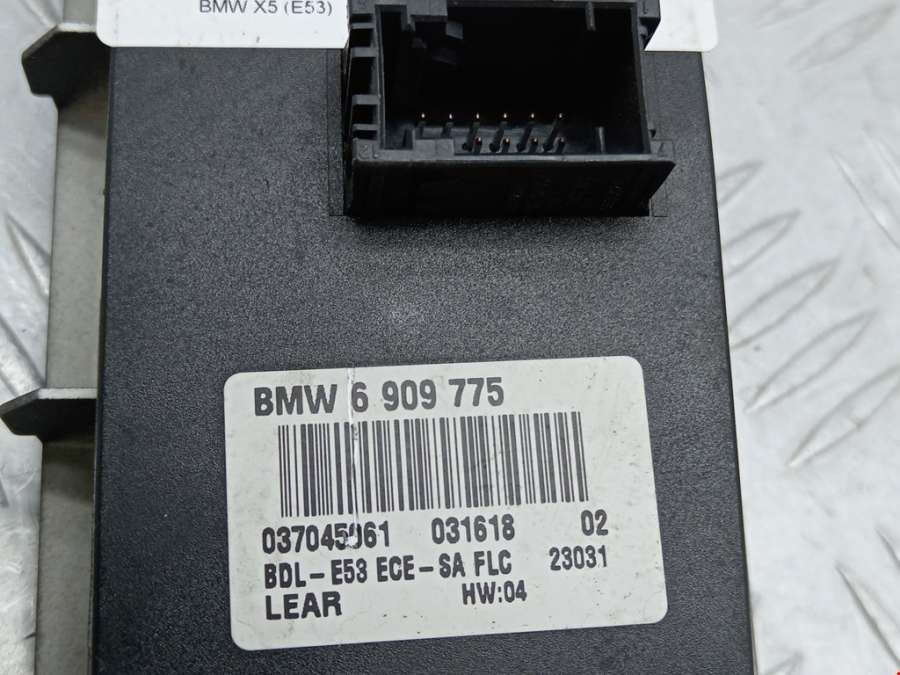 BMW X5 (E53)
BMW 6 909 775
037045061 031618 02
BDL-E53 ECE-SA FLC 23031
LEAR HW:04